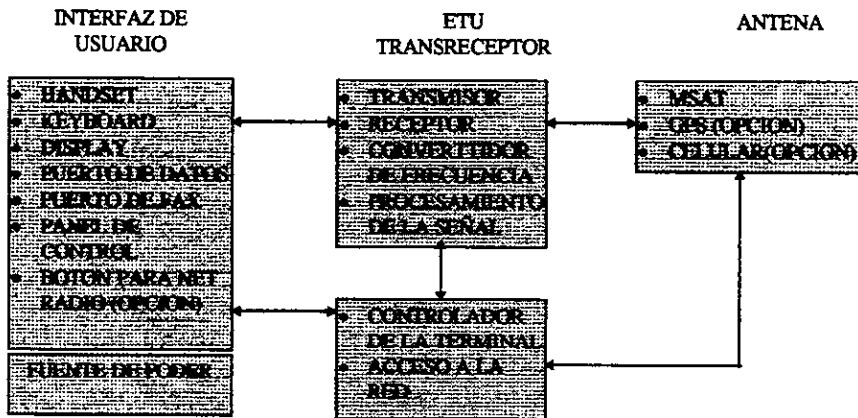 INTERFAZ DE
USUARIO
• HANDSET
• KEYBOARD
• DISPLAY
• PUERTO DE DATOS
• PUERTO DE FAX
• PANEL DE
CONTROL
• BOTON PARA NET
RADIO (OPCION)
FUENTE DE PODER
ETU
TRANSRECEPTOR
• TRANSMISOR
• RECEPTOR
• CONVERTTIDOR
DE FRECUENCIA
• PROCESAMIENTO
DE LA SEÑAL
• CONTROLADOR
DE LA TERMINAL
• ACCESO A LA
RED
ANTENA
• MSAT
• GPS (OPCION)
• CELULAR(OPCION)